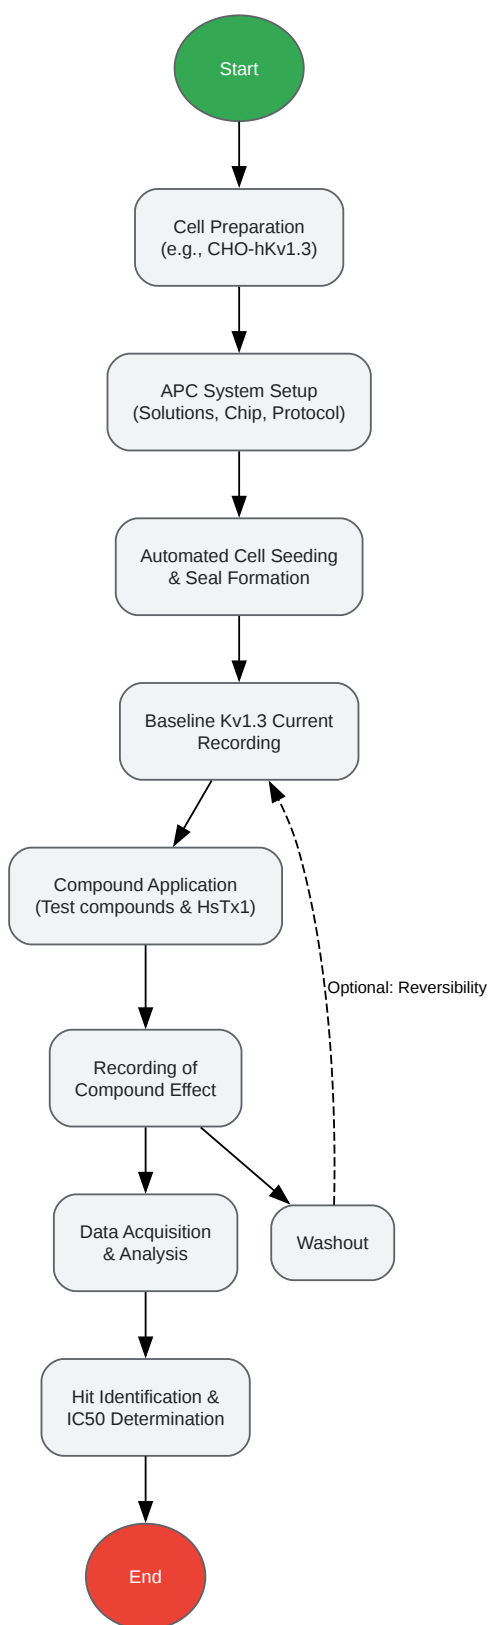 Start
Cell Preparation
(e.g., CHO-hKv1.3)
APC System Setup
(Solutions, Chip, Protocol)
Automated Cell Seeding
& Seal Formation
Baseline Kv1.3 Current
Recording
Compound Application
(Test compounds & HsTx1)
Optional: Reversibility
Recording of
Compound Effect
Data Acquisition
& Analysis
Washout
Hit Identification &
IC50 Determination
End